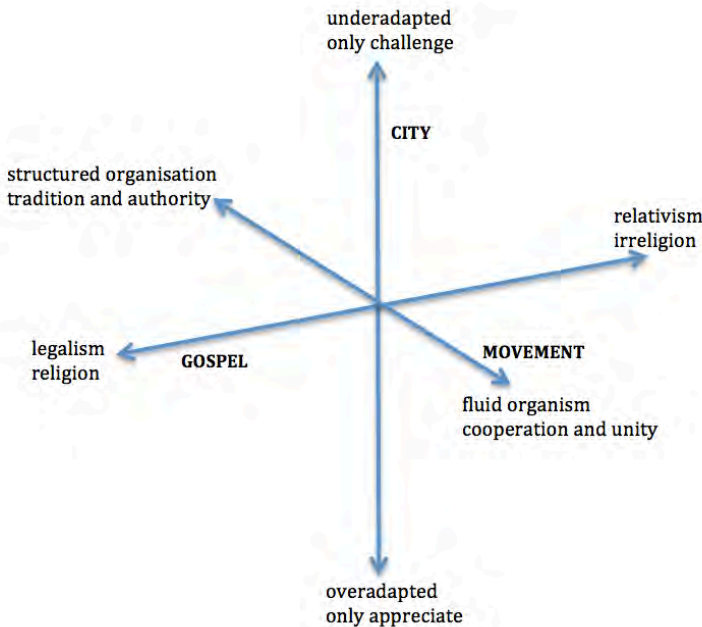 underadapted
only challenge
CITY
structured organisation
tradition and authority
relativism
irreligion
legalism
religion
GOSPEL
MOVEMENT
fluid organism
cooperation and unity
overadapted
only appreciate